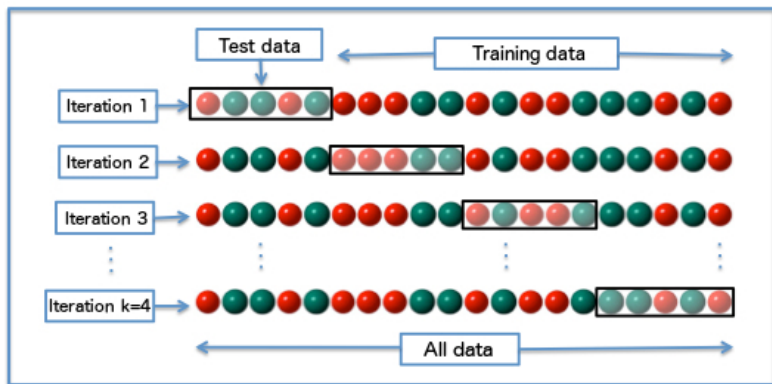 Test data
Training data
Iteration 1
Iteration 2
Iteration 3
Iteration k=4
All data